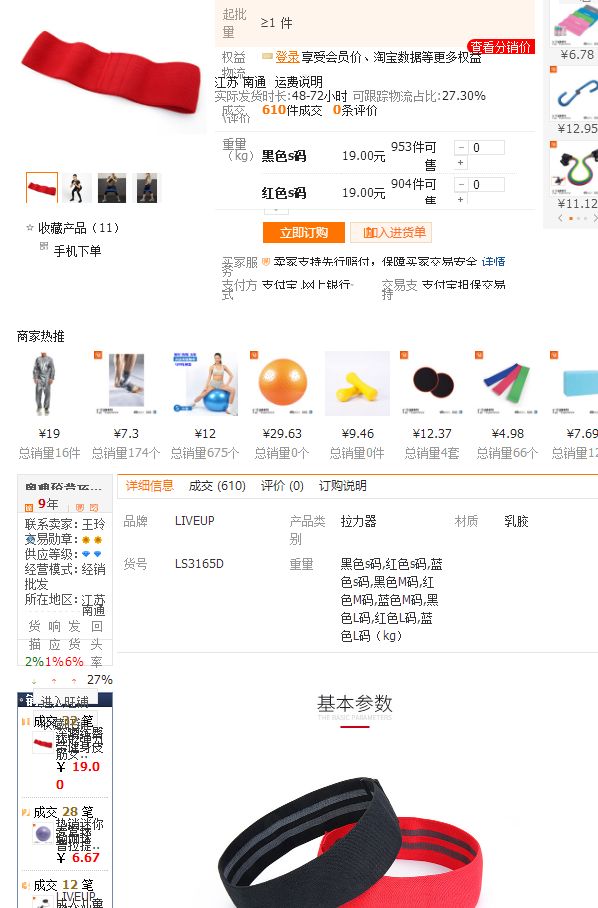 起批量 ≥1 件
查看分销价
权益 登录 享受会员价、淘宝数据等更多权益
物流 江苏 南通 运费说明
实际发货时长:48-72小时 可跟踪物流占比:27.30%
成交\评价 610件成交 0条评价
重量（kg） 黑色s码 19.00元 953件可售 － 0 ＋
红色s码 19.00元 904件可售 － 0 ＋
立即订购 加入进货单
买家服务 卖家支持先行赔付，保障买家交易安全 详情
支付方式 支付宝 网上银行 交易支持 支付宝担保交易
¥6.78
¥12.95
¥11.12
☆ 收藏产品（11）
手机下单
商家热推
¥19 ¥7.3 ¥12 ¥29.63 ¥9.46 ¥12.37 ¥4.98 ¥7.69
总销量16件 总销量174个 总销量675个 总销量0个 总销量0件 总销量4套 总销量66个 总销量12
9年
联系卖家: 王玲
交易勋章:
供应等级:
经营模式: 经销批发
所在地区: 江苏 南通
货描 响应 发货 回头率
2% 1% 6% 27%
进入旺铺
详细信息 成交 (610) 评价 (0) 订购说明
品牌 LIVEUP 产品类别 拉力器 材质 乳胶
货号 LS3165D 重量 黑色s码,红色s码,蓝色s码,黑色M码,红色M码,蓝色M码,黑色L码,红色L码,蓝色L码（kg）
基本参数
THE BASIC PARAMETERS
成交 32 笔
¥ 19.00
成交 28 笔
热销迷你
¥ 6.67
成交 12 笔
LIVEUP